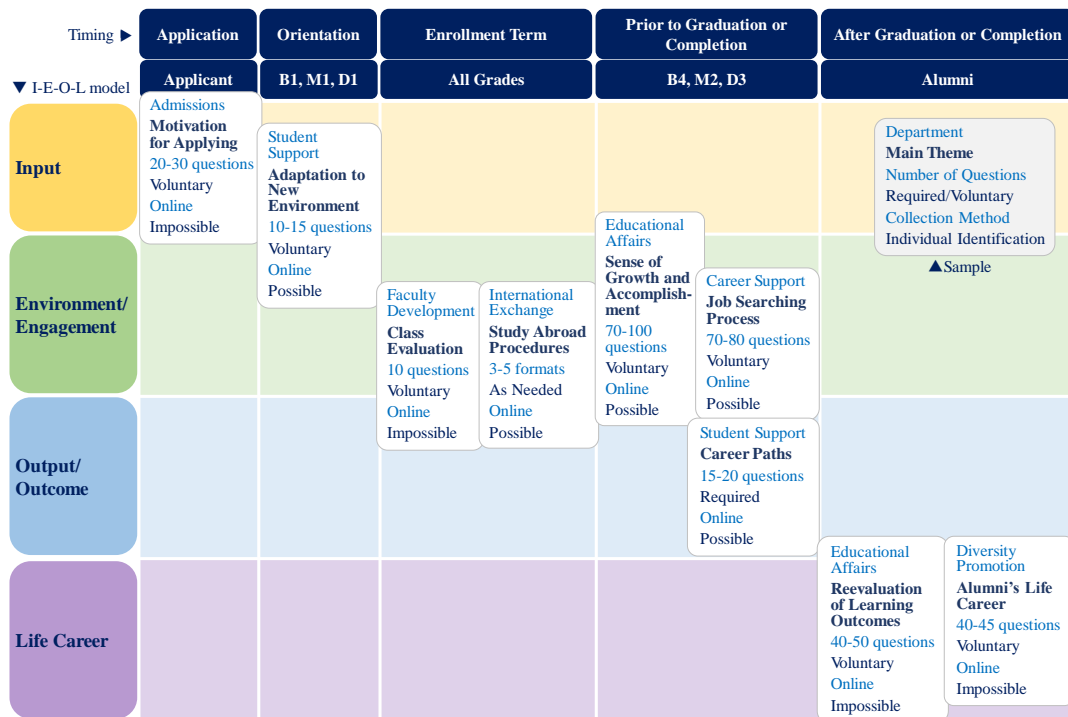 Timing ▶
Application
Orientation
Enrollment Term
Prior to Graduation or
Completion
After Graduation or Completion
▼ I-E-O-L model
Applicant
B1, M1, D1
All Grades
B4, M2, D3
Alumni
Input
Admissions
Motivation
for Applying
20-30 questions
Voluntary
Online
Impossible
Student
Support
Adaptation to
New
Environment
10-15 questions
Voluntary
Online
Possible
Department
Main Theme
Number of Questions
Required/Voluntary
Collection Method
Individual Identification
▲Sample
Environment/
Engagement
Faculty
Development
Class
Evaluation
10 questions
Voluntary
Online
Impossible
International
Exchange
Study Abroad
Procedures
3-5 formats
As Needed
Online
Possible
Educational
Affairs
Sense of
Growth and
Accomplish-
ment
70-100
questions
Voluntary
Online
Possible
Career Support
Job Searching
Process
70-80 questions
Voluntary
Online
Possible
Output/
Outcome
Student Support
Career Paths
15-20 questions
Required
Online
Possible
Life Career
Educational
Affairs
Reevaluation
of Learning
Outcomes
40-50 questions
Voluntary
Online
Impossible
Diversity
Promotion
Alumni's Life
Career
40-45 questions
Voluntary
Online
Impossible